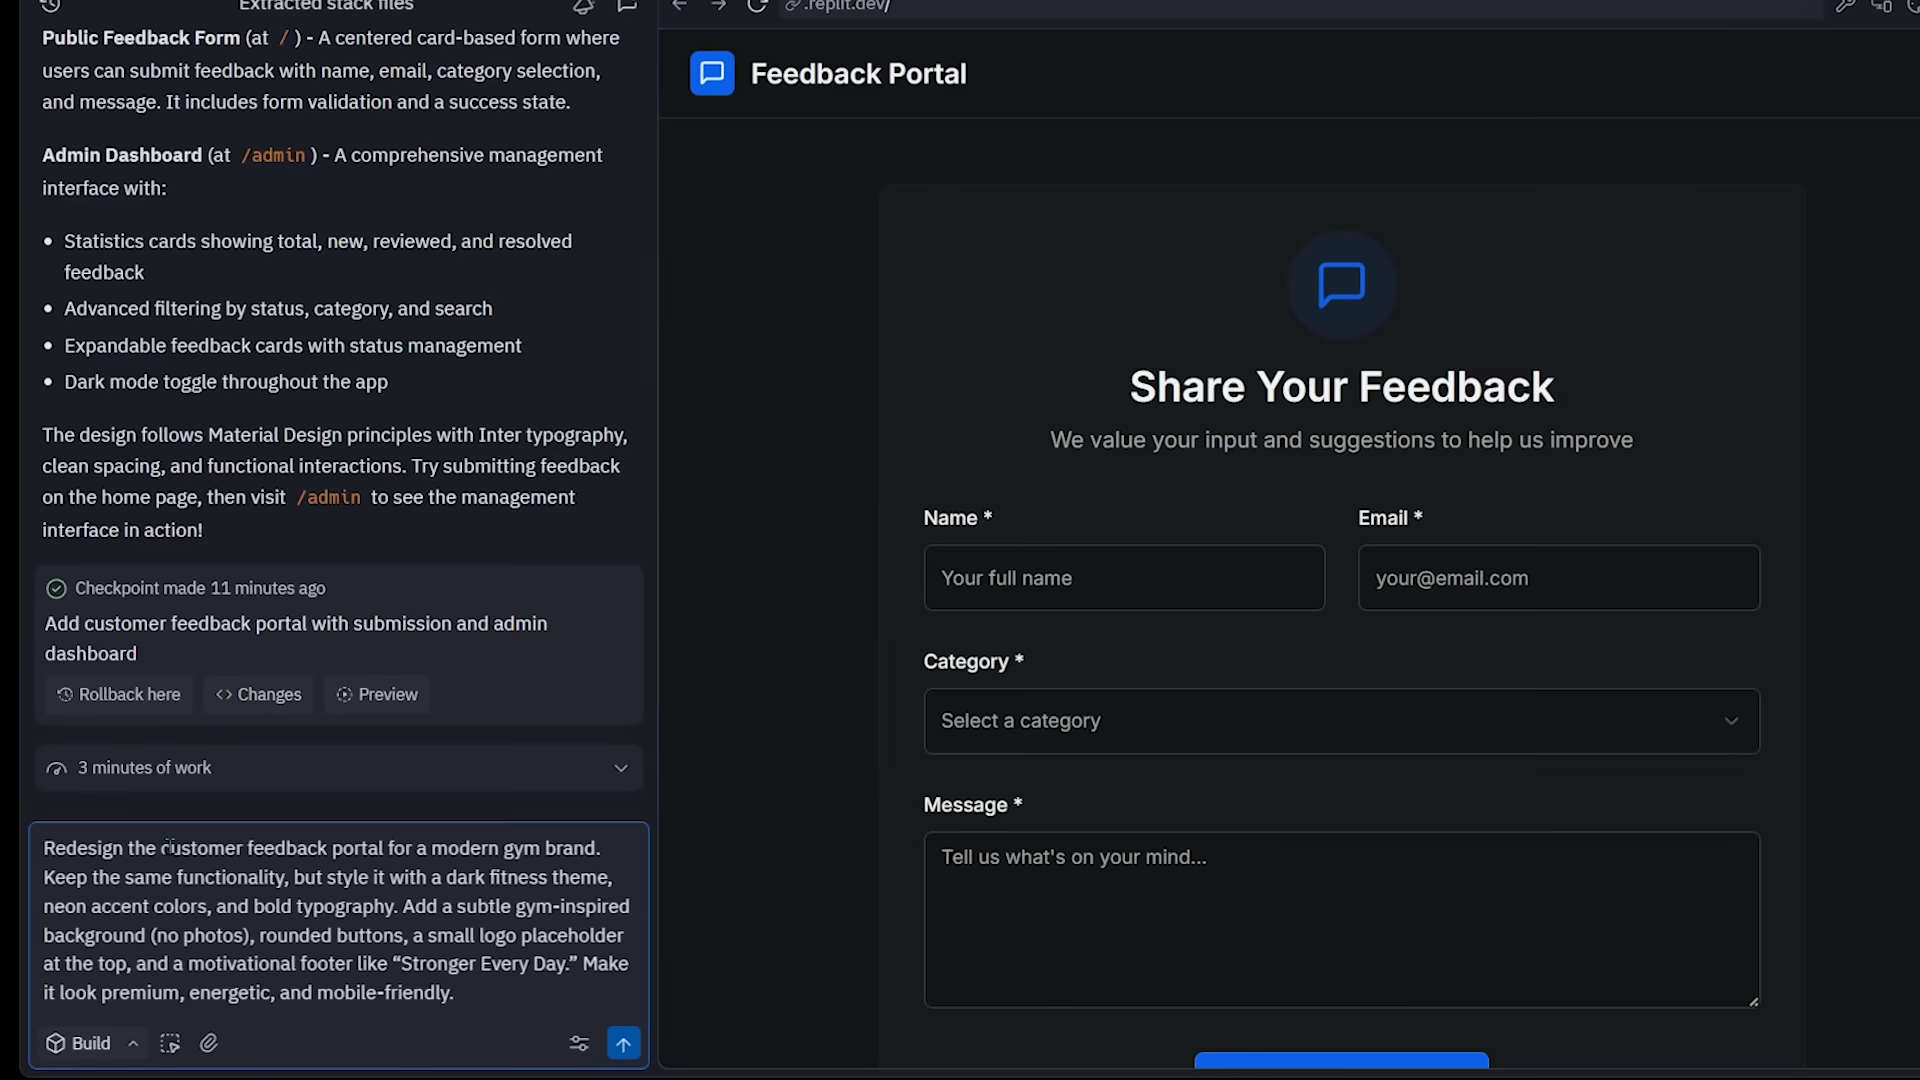 Extracted stack files
Public Feedback Form (at / ) - A centered card-based form where
users can submit feedback with name, email, category selection,
and message. It includes form validation and a success state.
Admin Dashboard (at /admin ) - A comprehensive management
interface with:
• Statistics cards showing total, new, reviewed, and resolved
feedback
• Advanced filtering by status, category, and search
• Expandable feedback cards with status management
• Dark mode toggle throughout the app
The design follows Material Design principles with Inter typography,
clean spacing, and functional interactions. Try submitting feedback
on the home page, then visit /admin to see the management
interface in action!
Checkpoint made 11 minutes ago
Add customer feedback portal with submission and admin
dashboard
Rollback here
Changes
Preview
3 minutes of work
Redesign the customer feedback portal for a modern gym brand.
Keep the same functionality, but style it with a dark fitness theme,
neon accent colors, and bold typography. Add a subtle gym-inspired
background (no photos), rounded buttons, a small logo placeholder
at the top, and a motivational footer like “Stronger Every Day.” Make
it look premium, energetic, and mobile-friendly.
Build
.replit.dev/
Feedback Portal
Share Your Feedback
We value your input and suggestions to help us improve
Name *
Email *
Your full name
your@email.com
Category *
Select a category
Message *
Tell us what's on your mind...